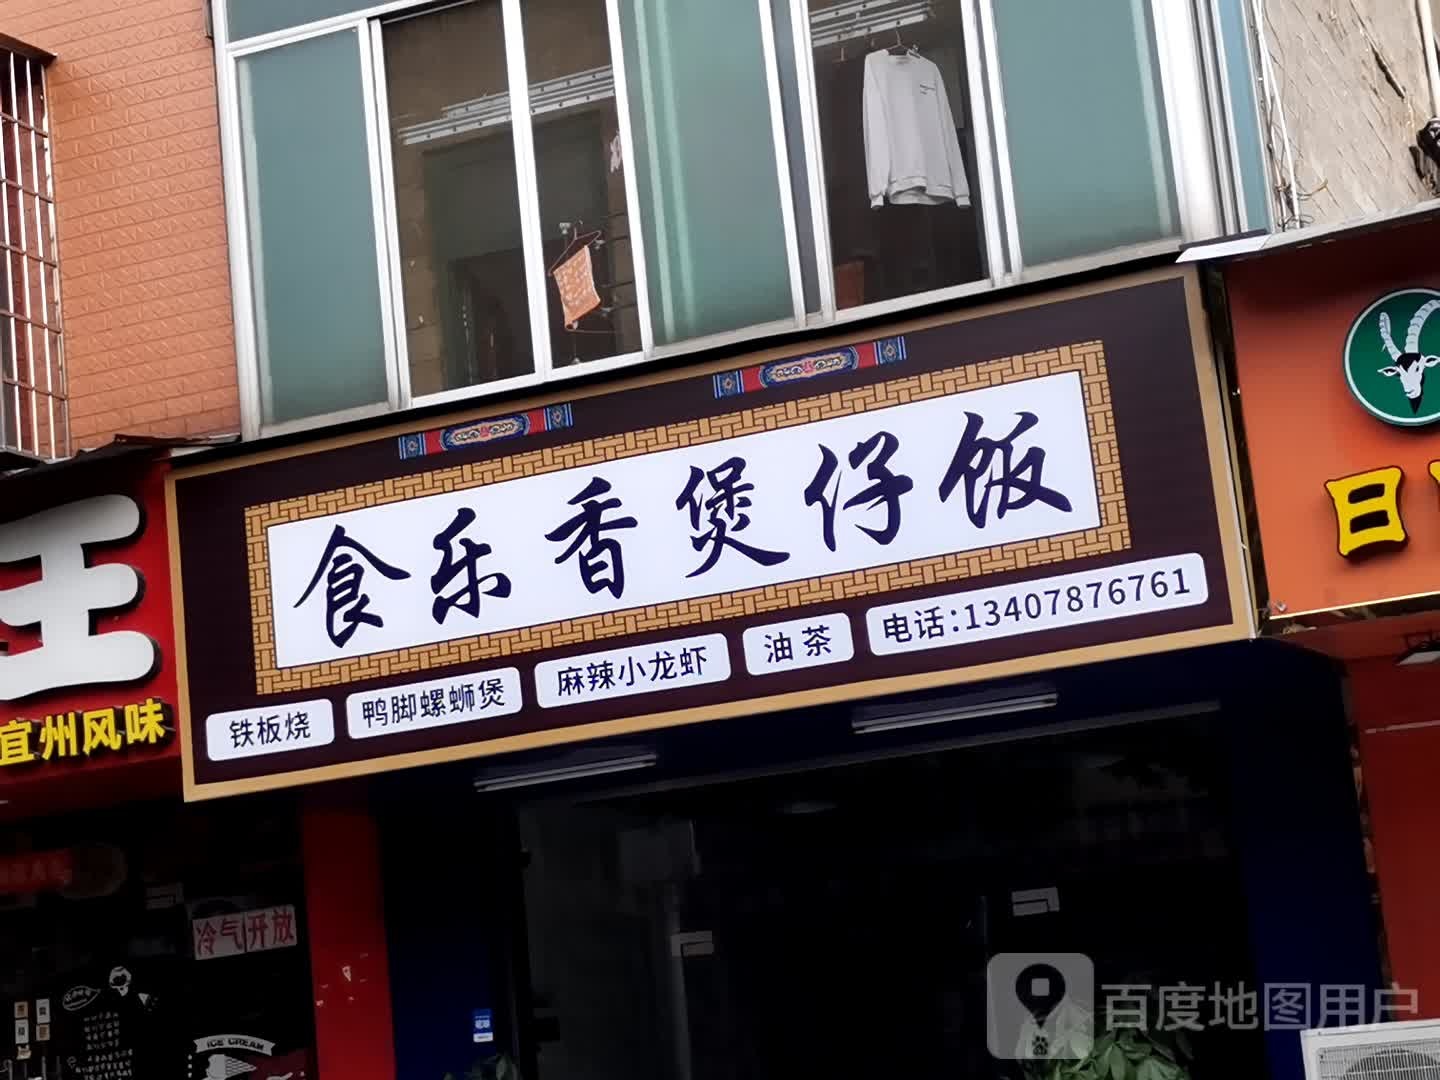 食乐香煲仔饭
铁板烧
鸭脚螺蛳煲
麻辣小龙虾
油茶
电话:13407876761
王
宜州风味
日
冷气开放
ICE CREAM
百度地图用户